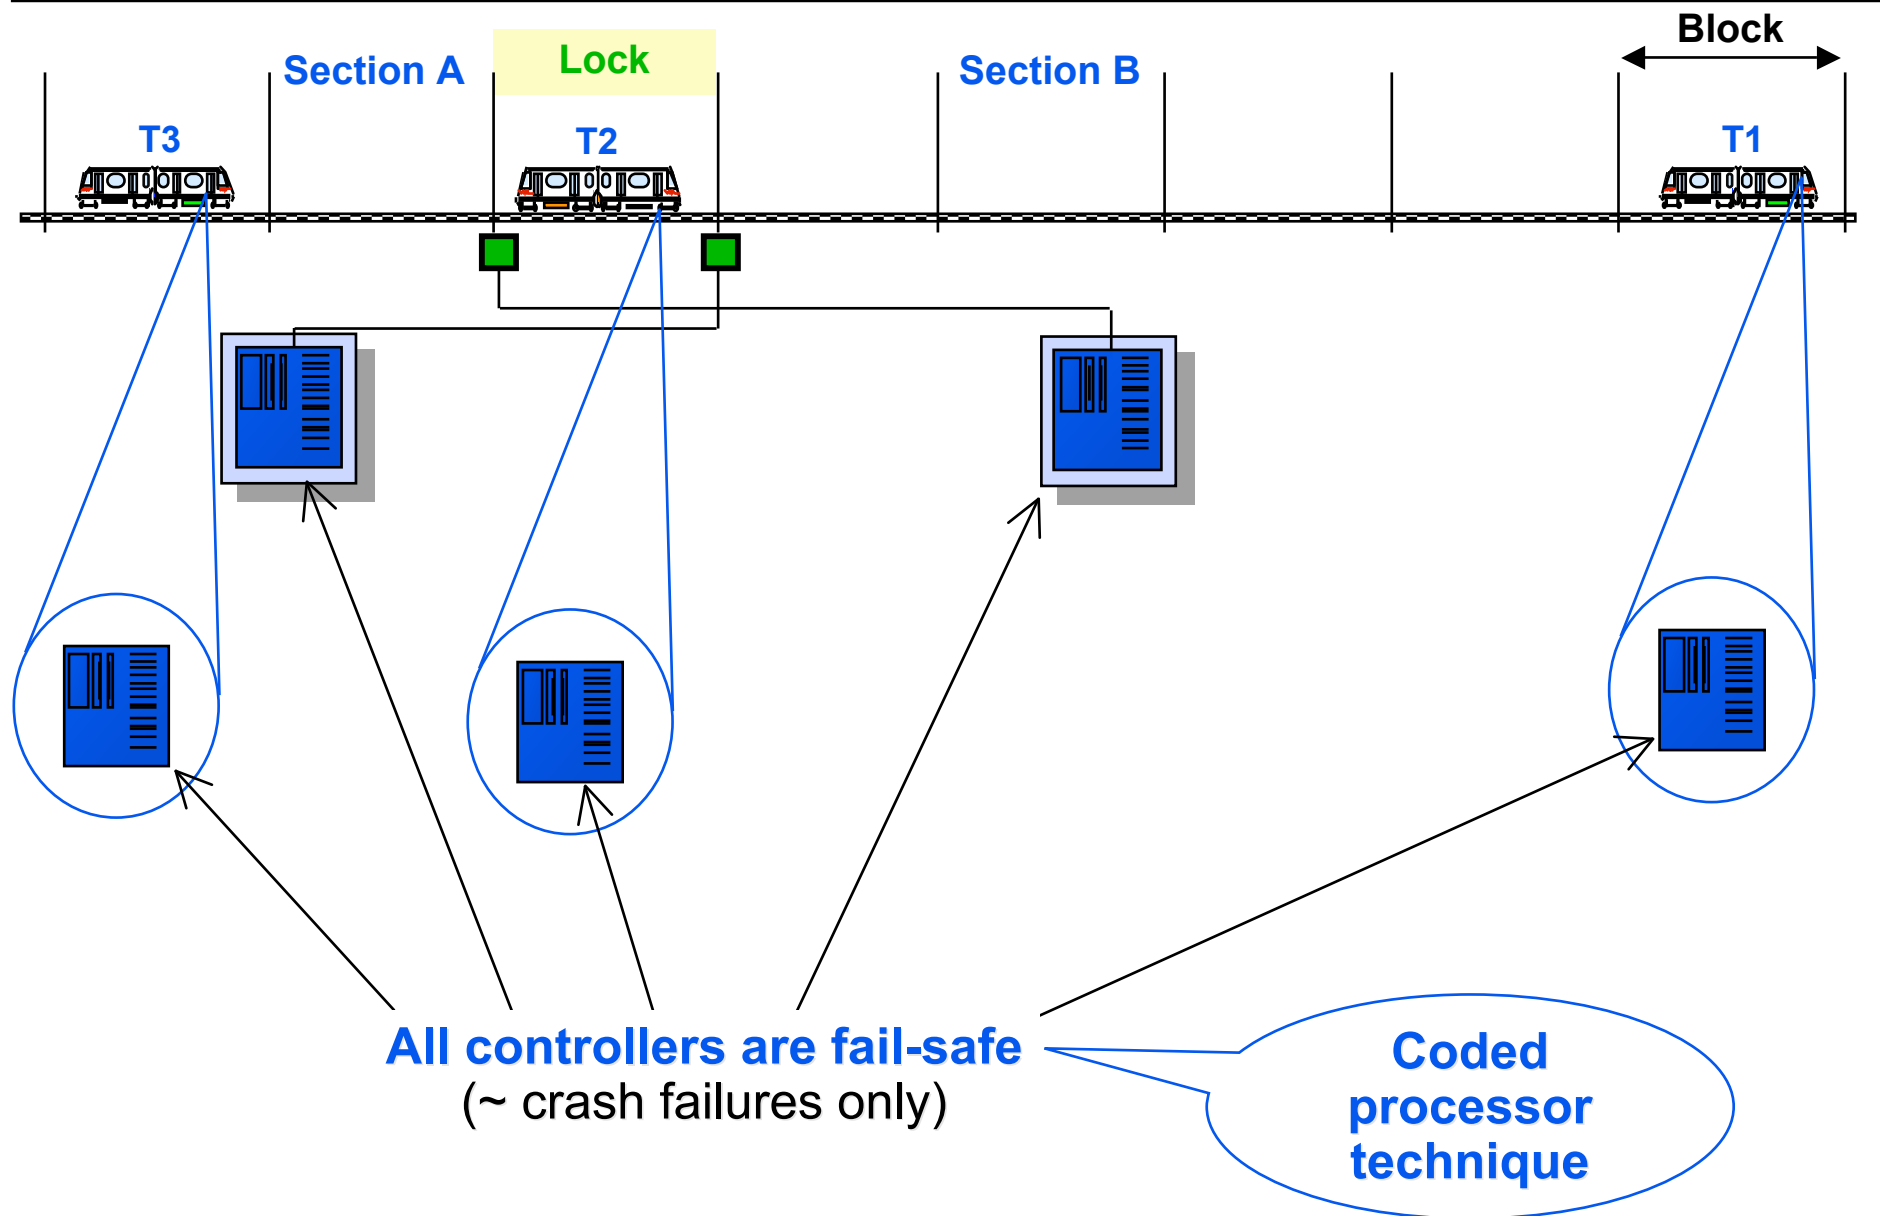 Block
Section A
Lock
Section B
T3
T2
T1
All controllers are fail-safe
(~ crash failures only)
Coded
processor
technique